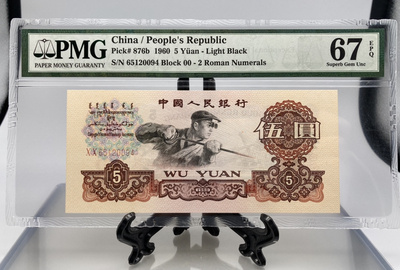 PMG
PAPER MONEY GUARANTY
China / People's Republic
Pick# 876b 1960 5 Yüan - Light Black
S/N 65120094 Block 00 - 2 Roman Numerals
67
EPQ
Superb Gem Unc
中國人民銀行
伍圓
5
WU YUAN
5